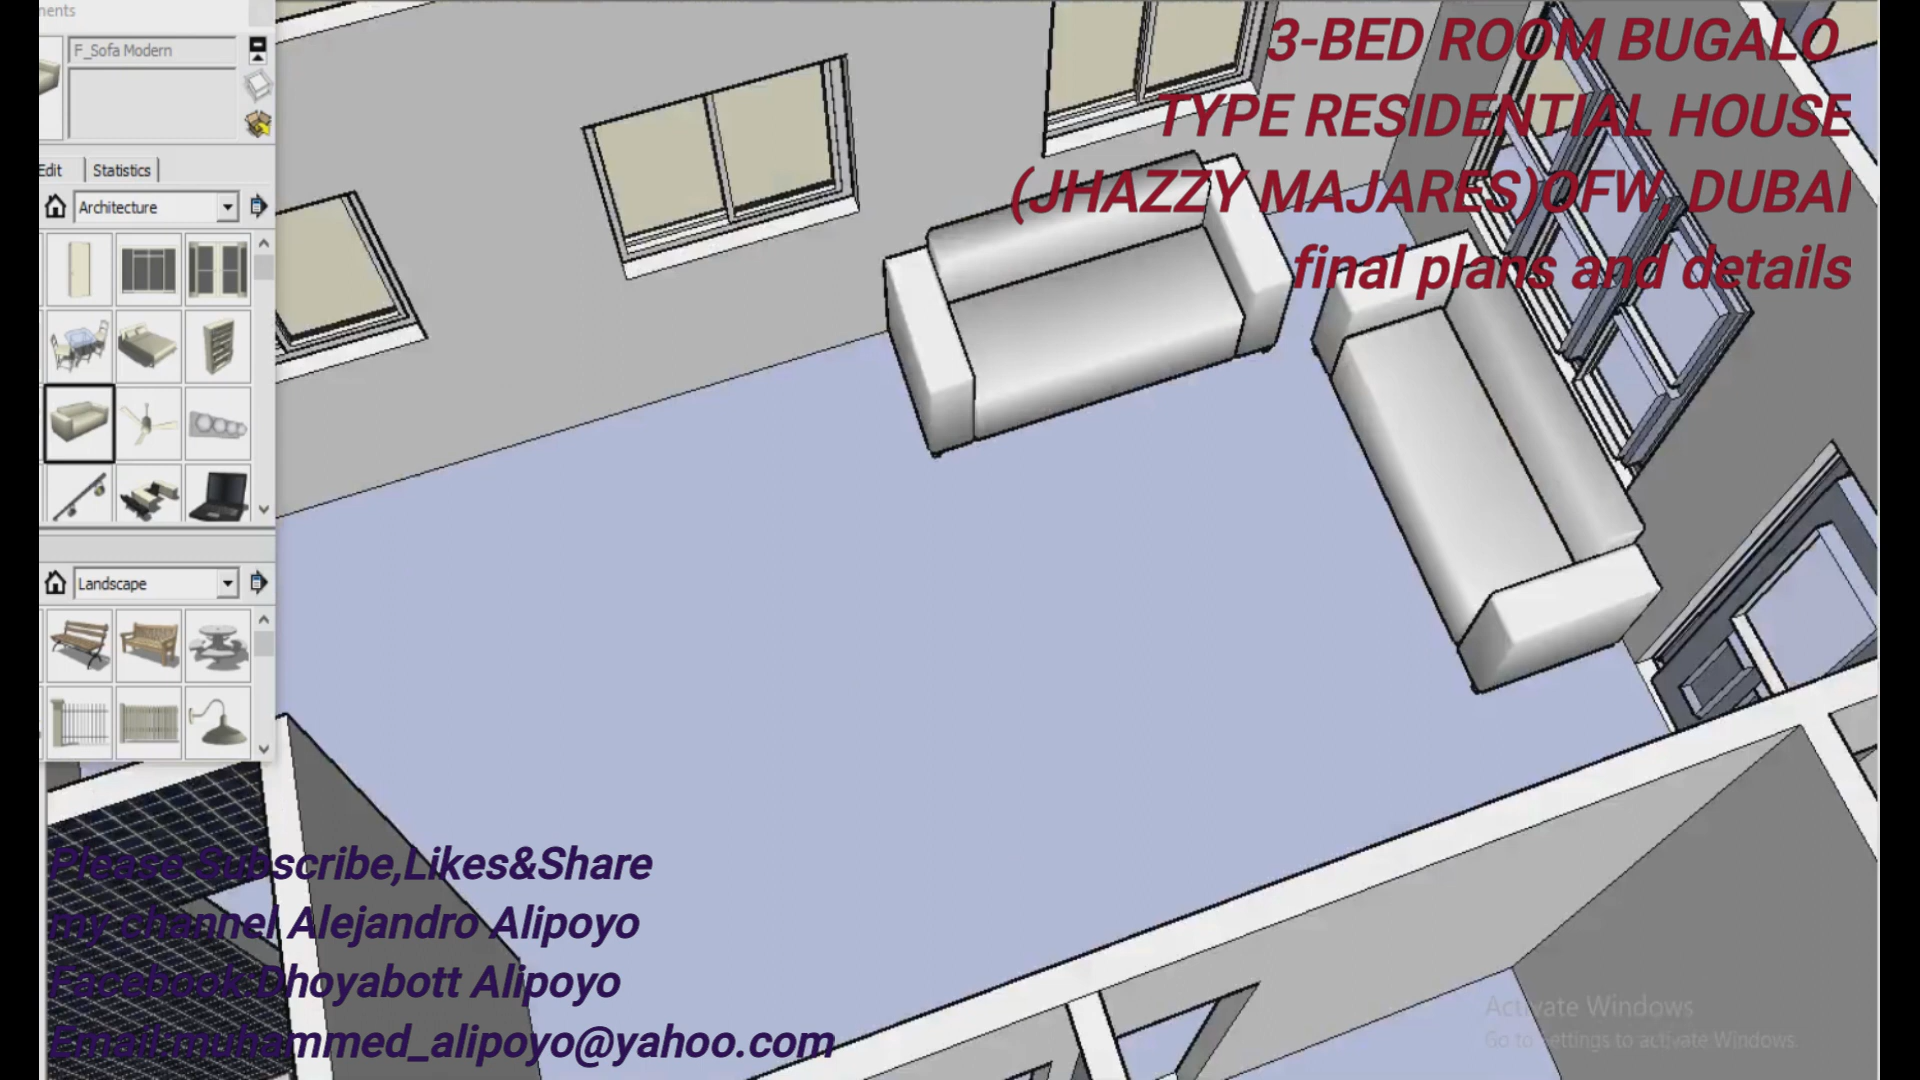 nents
F_Sofa Modern
Edit
Statistics
Architecture
Landscape
3-BED ROOM BUGALO
TYPE RESIDENTIAL HOUSE
(JHAZZY MAJARES)OFW, DUBAI
final plans and details
Please Subscribe,Likes&Share
my channel Alejandro Alipoyo
Facebook:Dhoyabott Alipoyo
Email:muhammed_alipoyo@yahoo.com
Activate Windows
Go to Settings to activate Windows.